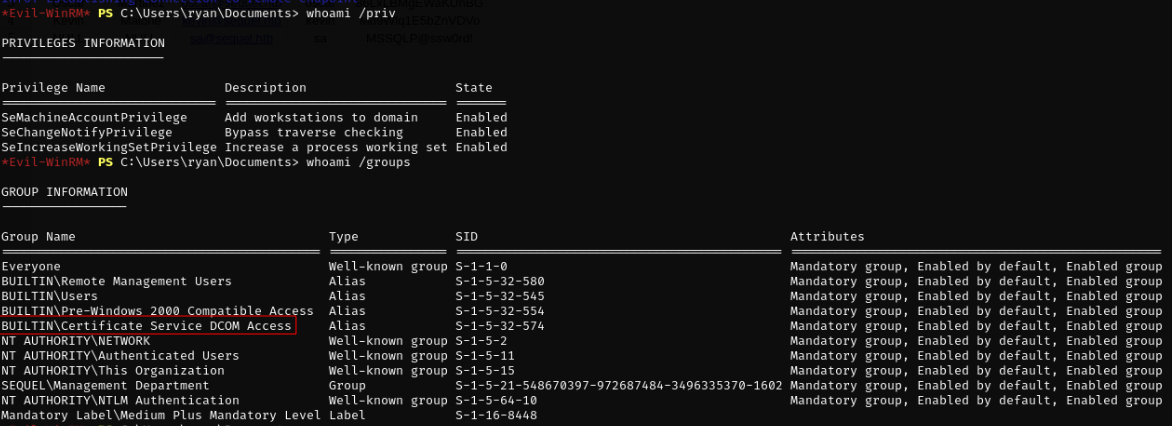 Info: Establishing connection to remote endpoint
*Evil-WinRM* PS C:\Users\ryan\Documents> whoami /priv
PRIVILEGES INFORMATION
----------------------
Privilege Name Description State
============================= ============================== =======
SeMachineAccountPrivilege Add workstations to domain Enabled
SeChangeNotifyPrivilege Bypass traverse checking Enabled
SeIncreaseWorkingSetPrivilege Increase a process working set Enabled
*Evil-WinRM* PS C:\Users\ryan\Documents> whoami /groups
GROUP INFORMATION
-----------------
Group Name Type SID Attributes
=========================================== ================ ============================================ ==================================================
Everyone Well-known group S-1-1-0 Mandatory group, Enabled by default, Enabled group
BUILTIN\Remote Management Users Alias S-1-5-32-580 Mandatory group, Enabled by default, Enabled group
BUILTIN\Users Alias S-1-5-32-545 Mandatory group, Enabled by default, Enabled group
BUILTIN\Pre-Windows 2000 Compatible Access Alias S-1-5-32-554 Mandatory group, Enabled by default, Enabled group
BUILTIN\Certificate Service DCOM Access Alias S-1-5-32-574 Mandatory group, Enabled by default, Enabled group
NT AUTHORITY\NETWORK Well-known group S-1-5-2 Mandatory group, Enabled by default, Enabled group
NT AUTHORITY\Authenticated Users Well-known group S-1-5-11 Mandatory group, Enabled by default, Enabled group
NT AUTHORITY\This Organization Well-known group S-1-5-15 Mandatory group, Enabled by default, Enabled group
SEQUEL\Management Department Group S-1-5-21-548670397-972687484-3496335370-1602 Mandatory group, Enabled by default, Enabled group
NT AUTHORITY\NTLM Authentication Well-known group S-1-5-64-10 Mandatory group, Enabled by default, Enabled group
Mandatory Label\Medium Plus Mandatory Level Label S-1-16-8448